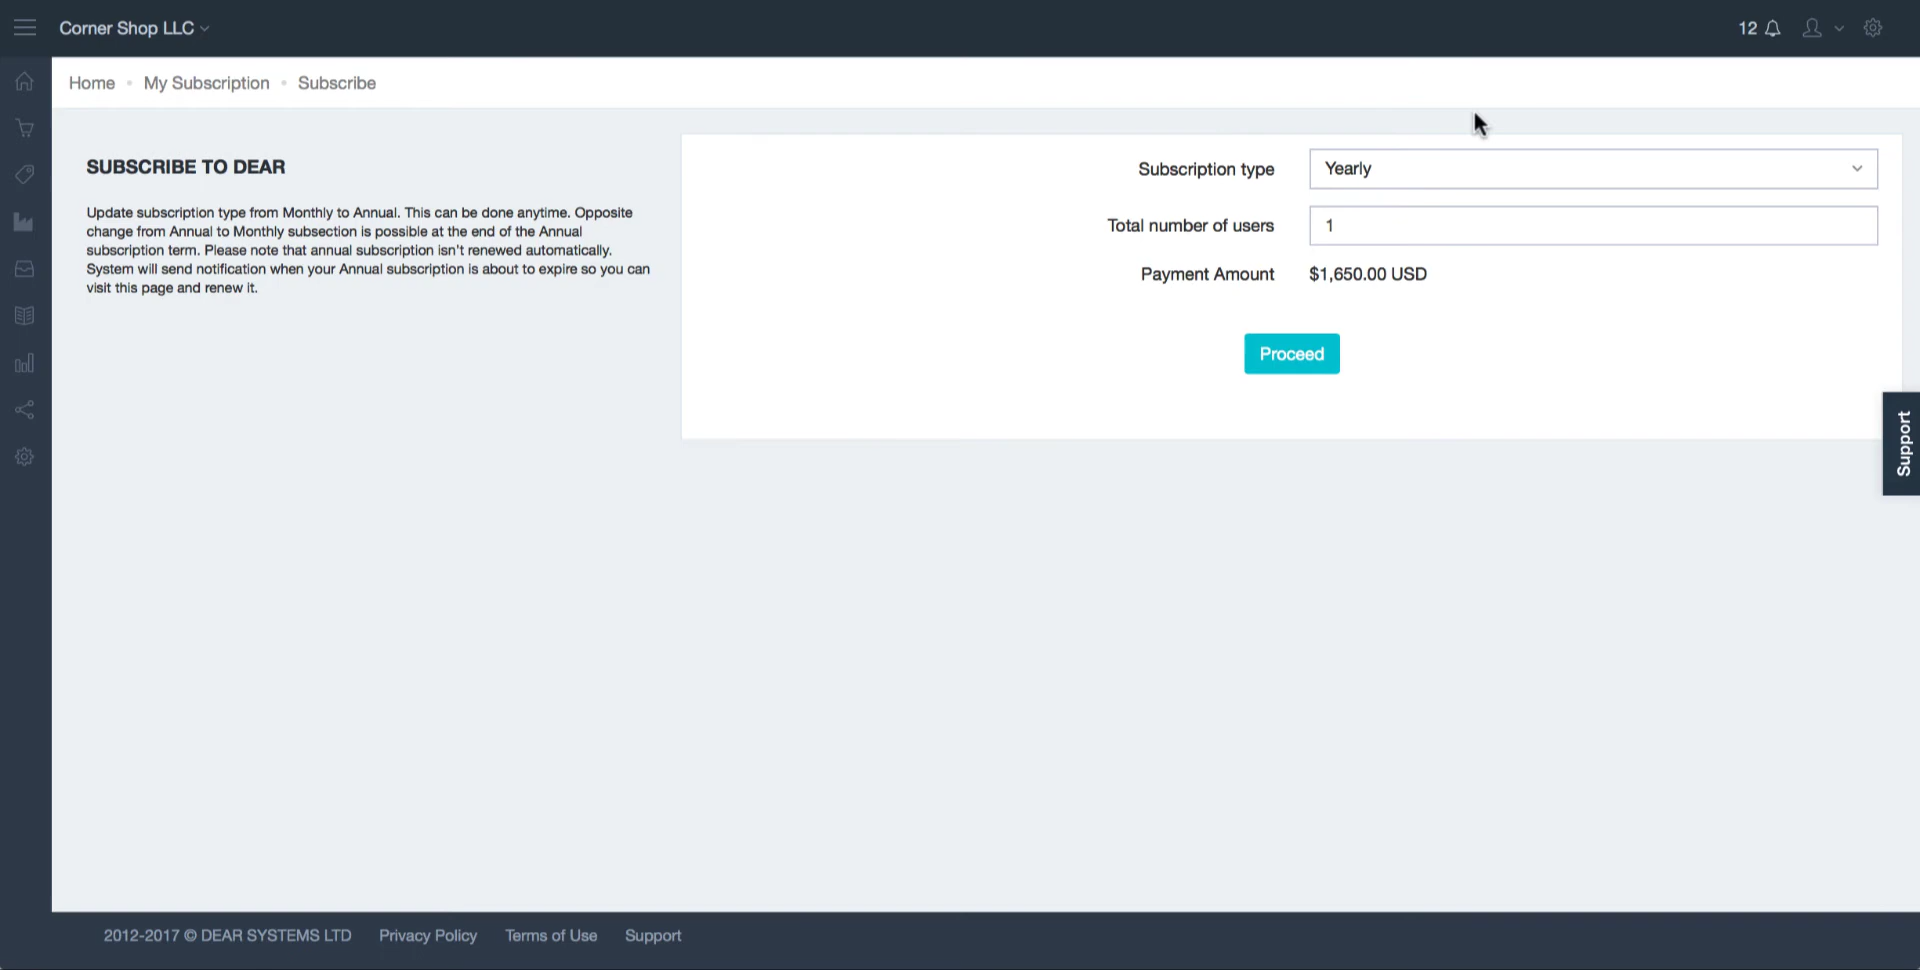 Corner Shop LLC
12
Home • My Subscription • Subscribe
SUBSCRIBE TO DEAR
Update subscription type from Monthly to Annual. This can be done anytime. Opposite
change from Annual to Monthly subsection is possible at the end of the Annual
subscription term. Please note that annual subscription isn't renewed automatically.
System will send notification when your Annual subscription is about to expire so you can
visit this page and renew it.
Subscription type Yearly
Total number of users 1
Payment Amount $1,650.00 USD
Proceed
Support
2012-2017 © DEAR SYSTEMS LTD Privacy Policy Terms of Use Support